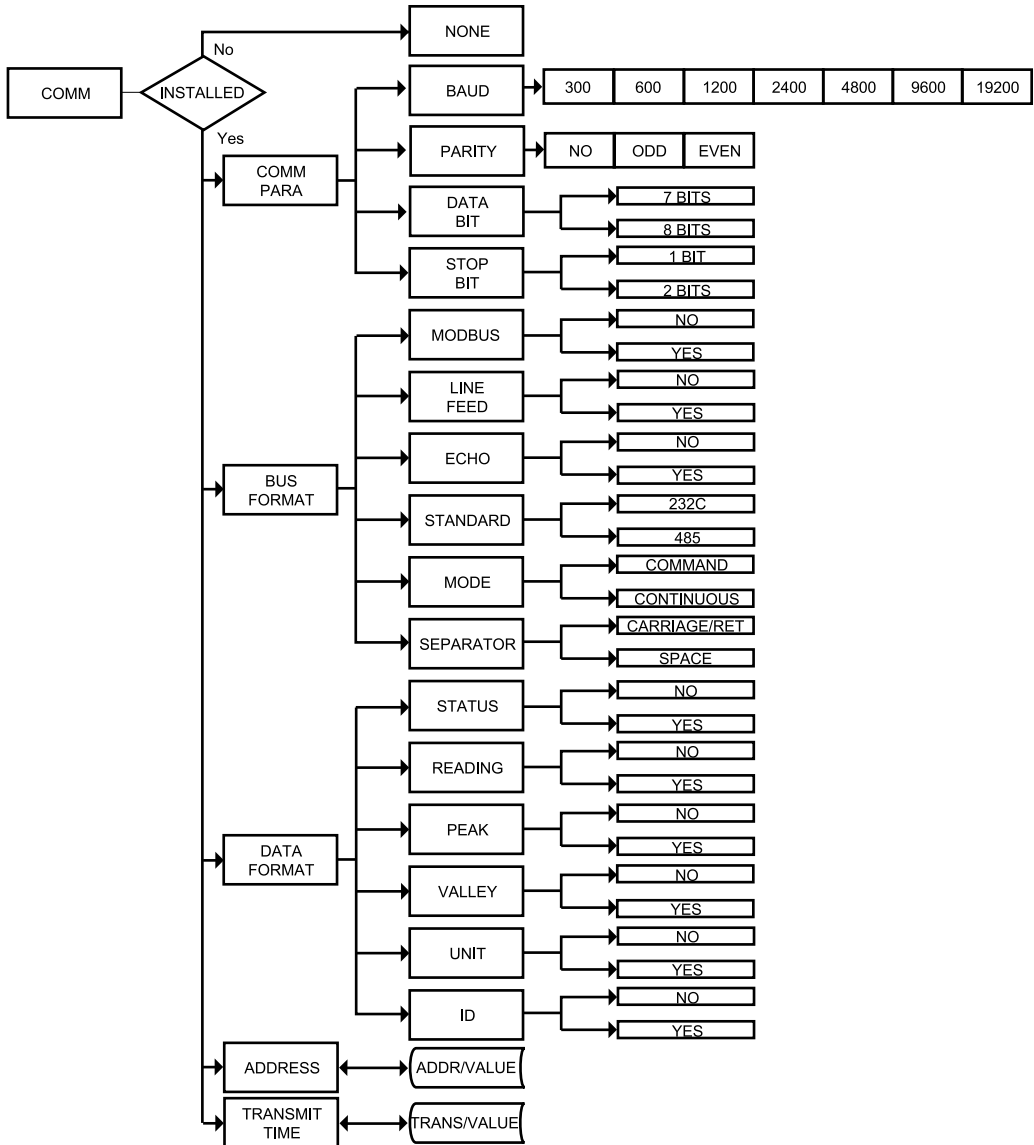 NONE
No
COMM
INSTALLED
BAUD
300 600 1200 2400 4800 9600 19200
Yes
PARITY
NO ODD EVEN
COMM
PARA
DATA
BIT
7 BITS
8 BITS
STOP
BIT
1 BIT
2 BITS
MODBUS
NO
YES
LINE
FEED
NO
YES
ECHO
NO
YES
BUS
FORMAT
STANDARD
232C
485
MODE
COMMAND
CONTINUOUS
SEPARATOR
CARRIAGE/RET
SPACE
STATUS
NO
YES
READING
NO
YES
PEAK
NO
YES
DATA
FORMAT
VALLEY
NO
YES
UNIT
NO
YES
ID
NO
YES
ADDRESS
ADDR/VALUE
TRANSMIT
TIME
TRANS/VALUE